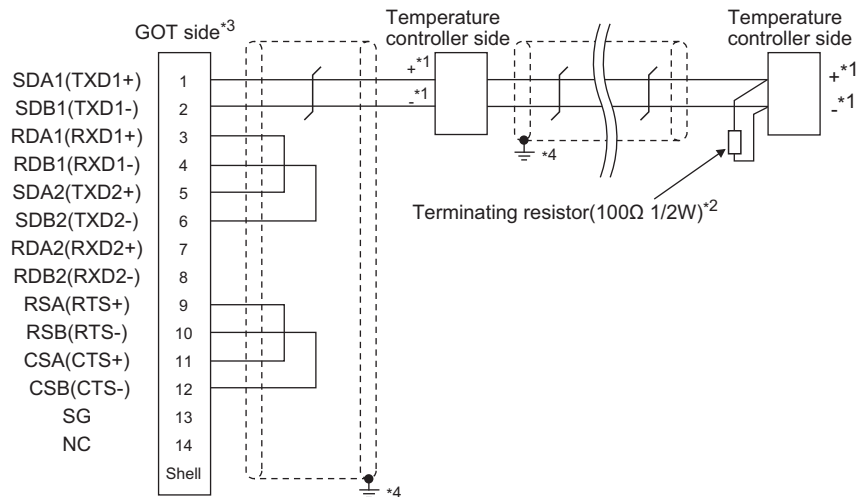 GOT side*3
Temperature
controller side
Temperature
controller side
SDA1(TXD1+) 1 +*1 +*1
SDB1(TXD1-) 2 -*1 -*1
RDA1(RXD1+) 3
RDB1(RXD1-) 4 *4
SDA2(TXD2+) 5
SDB2(TXD2-) 6 Terminating resistor(100Ω 1/2W)*2
RDA2(RXD2+) 7
RDB2(RXD2-) 8
RSA(RTS+) 9
RSB(RTS-) 10
CSA(CTS+) 11
CSB(CTS-) 12
SG 13
NC 14
Shell
*4